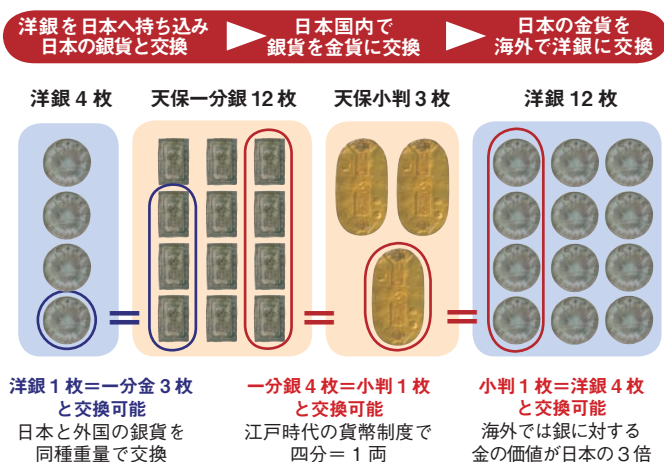 洋銀を日本へ持ち込み
日本の銀貨と交換
日本国内で
銀貨を金貨に交換
日本の金貨を
海外で洋銀に交換
洋銀4枚
天保一分銀12枚
天保小判3枚
洋銀12枚
=
=
=
洋銀1枚=一分金3枚
と交換可能
日本と外国の銀貨を
同種重量で交換
一分銀4枚=小判1枚
と交換可能
江戸時代の貨幣制度で
四分=1両
小判1枚=洋銀4枚
と交換可能
海外では銀に対する
金の価値が日本の3倍